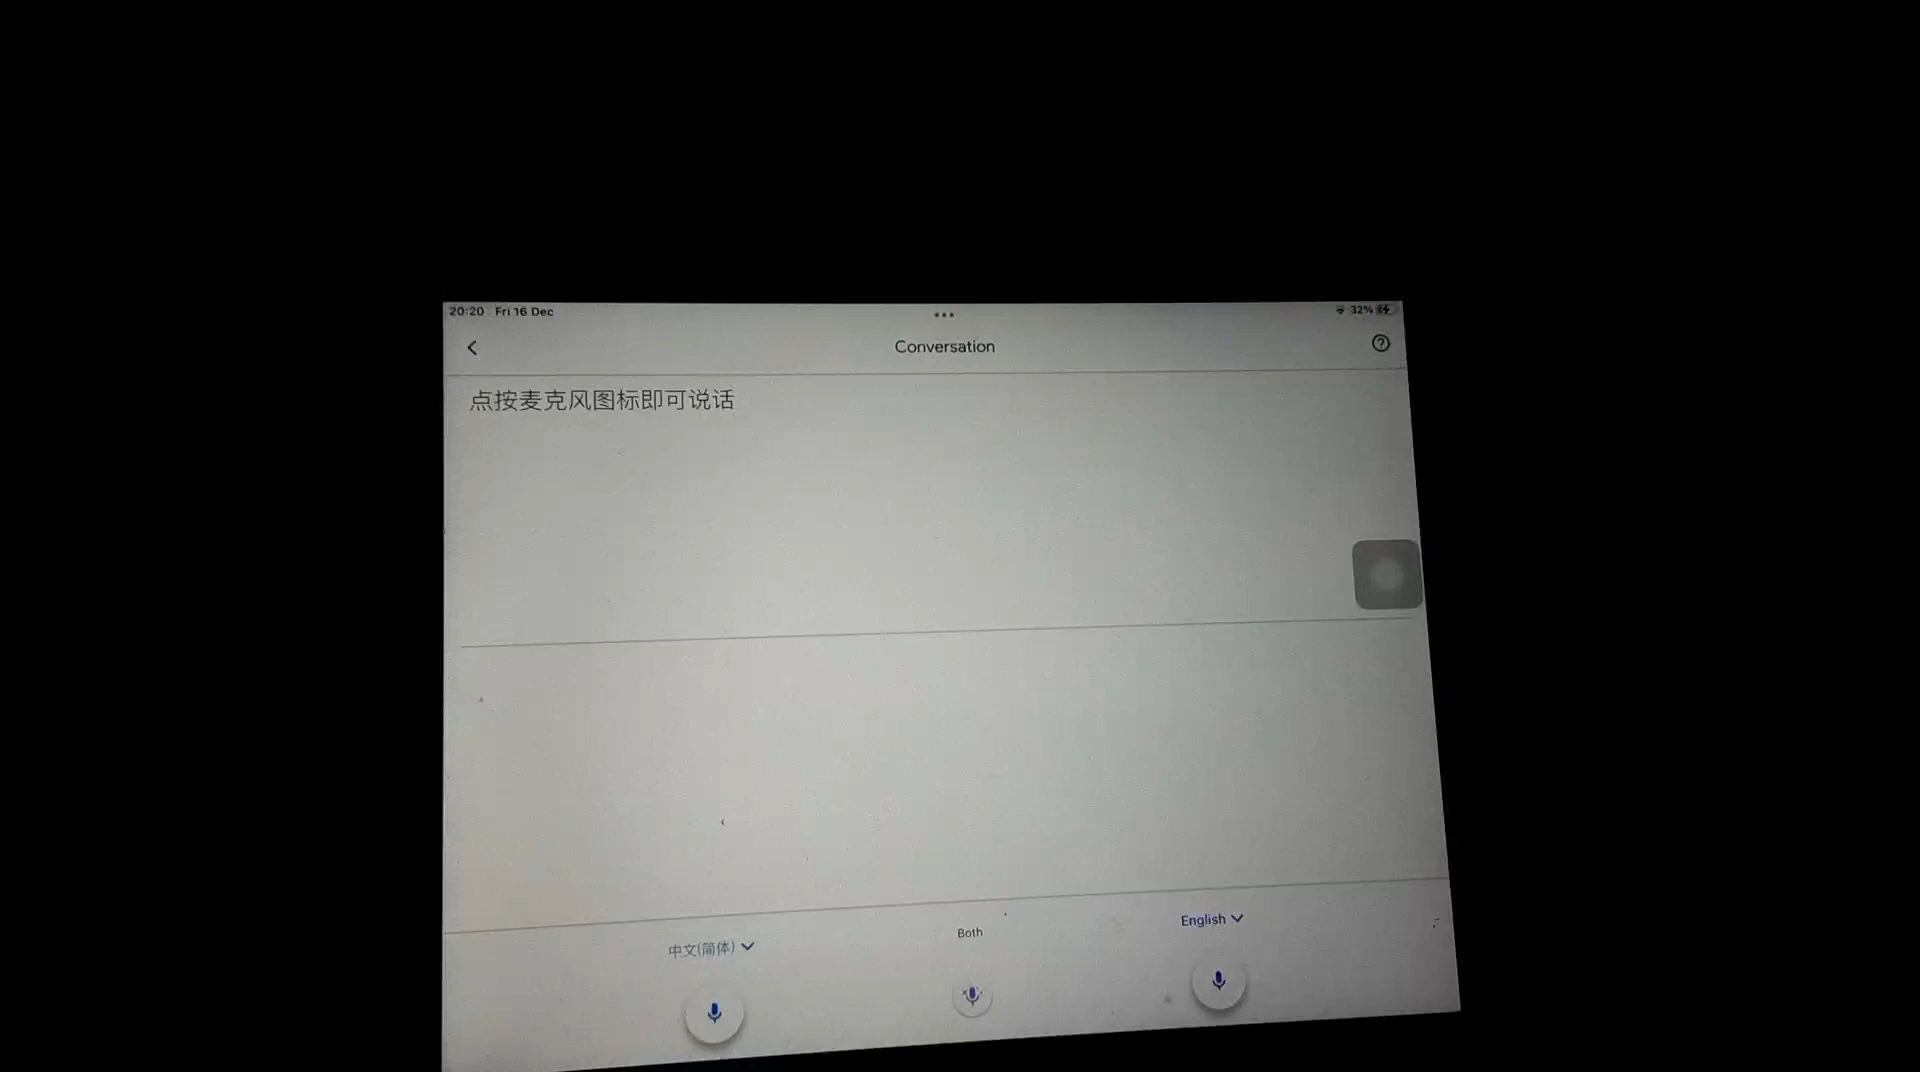 20:20 Fri 16 Dec
32%
Conversation
点按麦克风图标即可说话
中文(简体)
Both
English